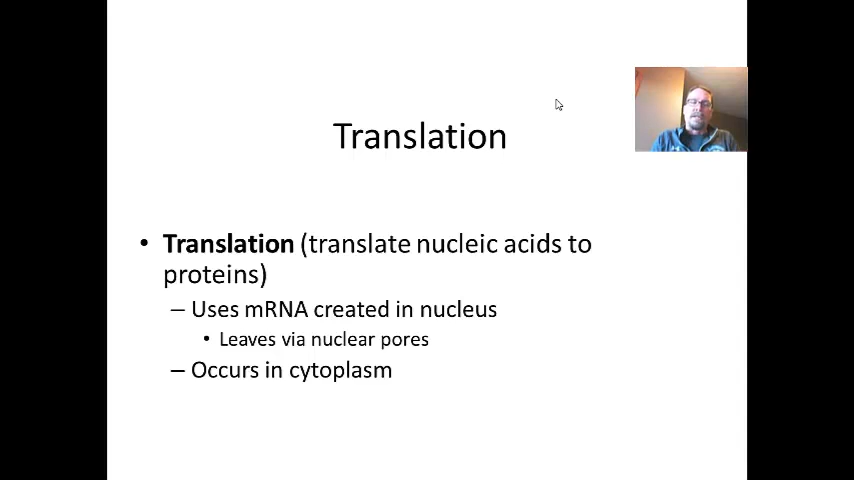 Translation
• Translation (translate nucleic acids to
proteins)
– Uses mRNA created in nucleus
• Leaves via nuclear pores
– Occurs in cytoplasm